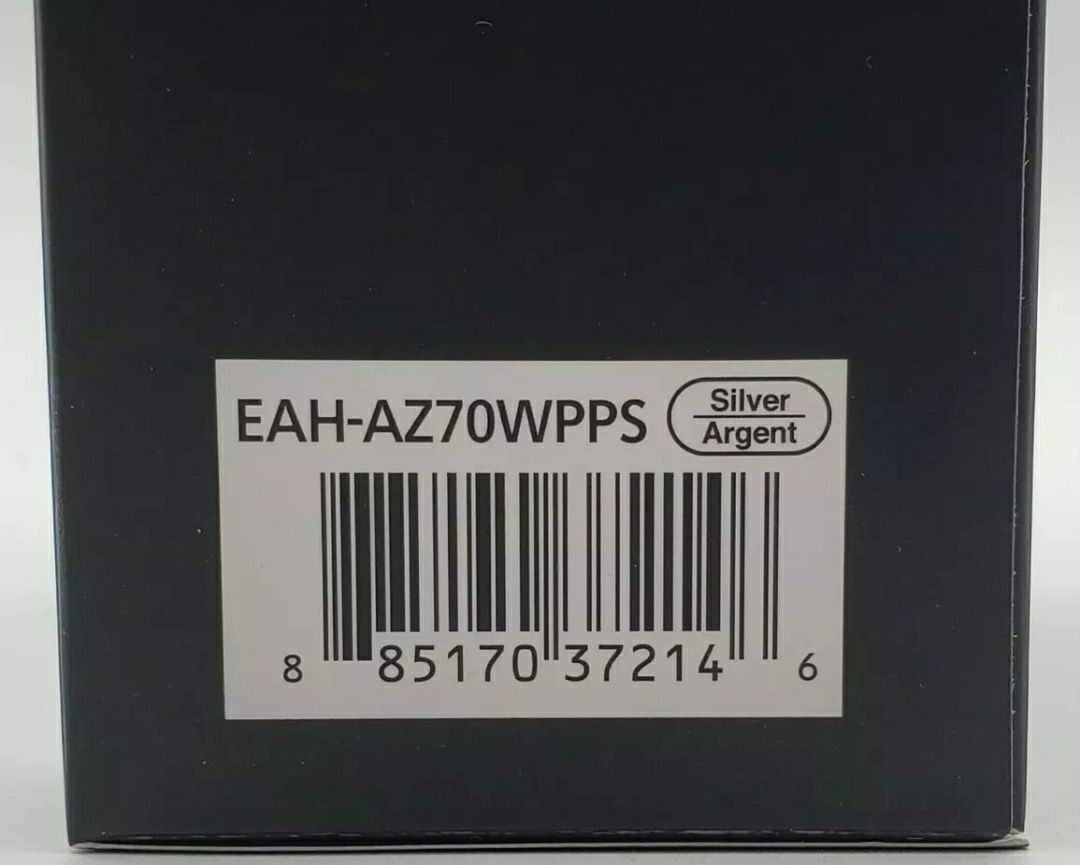 EAH-AZ70WPPS
Silver
Argent
8 85170 37214 6